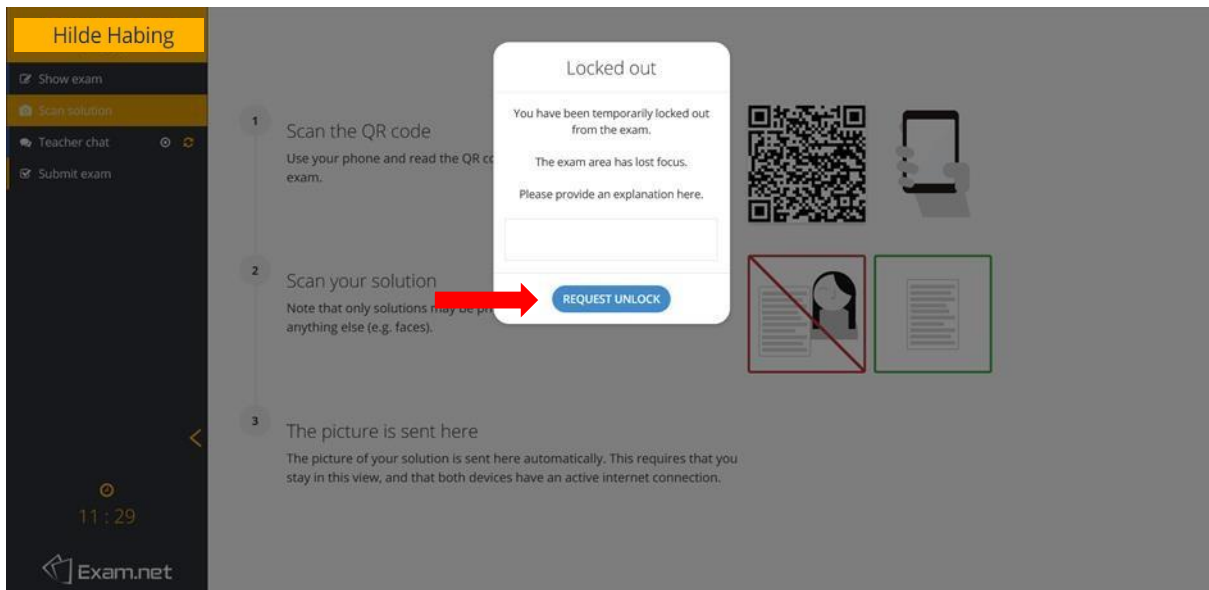 Hilde Habing
Show exam
Scan solution
Teacher chat
Submit exam
11 : 29
Exam.net
1
Scan the QR code
Use your phone and read the QR co
exam.
2
Scan your solution
Note that only solutions may be
anything else (e.g. faces).
3
The picture is sent here
The picture of your solution is sent here automatically. This requires that you
stay in this view, and that both devices have an active internet connection.
Locked out
You have been temporarily locked out
from the exam.
The exam area has lost focus.
Please provide an explanation here.
REQUEST UNLOCK